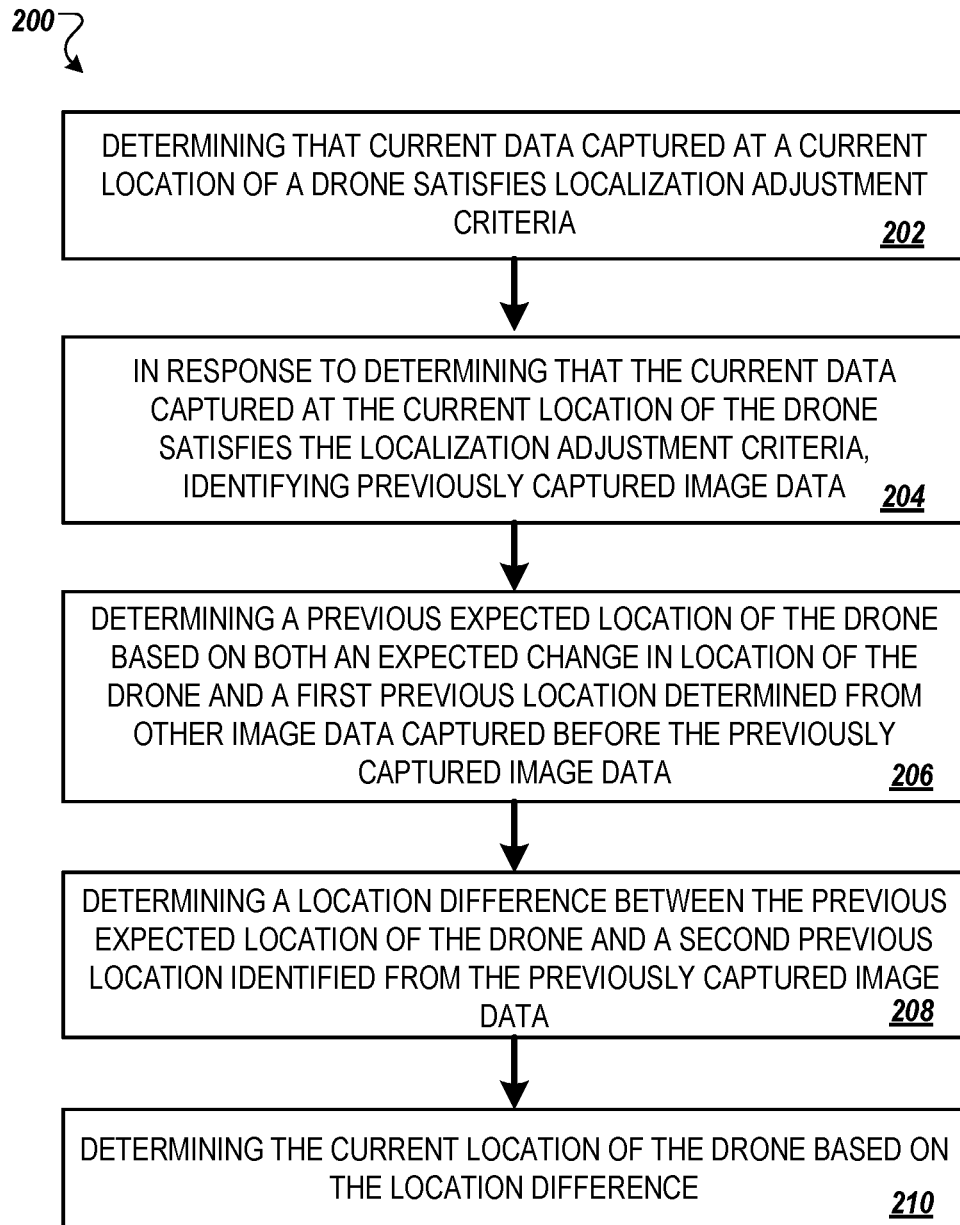 200
DETERMINING THAT CURRENT DATA CAPTURED AT A CURRENT
LOCATION OF A DRONE SATISFIES LOCALIZATION ADJUSTMENT
CRITERIA
202
IN RESPONSE TO DETERMINING THAT THE CURRENT DATA
CAPTURED AT THE CURRENT LOCATION OF THE DRONE
SATISFIES THE LOCALIZATION ADJUSTMENT CRITERIA,
IDENTIFYING PREVIOUSLY CAPTURED IMAGE DATA
204
DETERMINING A PREVIOUS EXPECTED LOCATION OF THE DRONE
BASED ON BOTH AN EXPECTED CHANGE IN LOCATION OF THE
DRONE AND A FIRST PREVIOUS LOCATION DETERMINED FROM
OTHER IMAGE DATA CAPTURED BEFORE THE PREVIOUSLY
CAPTURED IMAGE DATA
206
DETERMINING A LOCATION DIFFERENCE BETWEEN THE PREVIOUS
EXPECTED LOCATION OF THE DRONE AND A SECOND PREVIOUS
LOCATION IDENTIFIED FROM THE PREVIOUSLY CAPTURED IMAGE
DATA
208
DETERMINING THE CURRENT LOCATION OF THE DRONE BASED ON
THE LOCATION DIFFERENCE
210